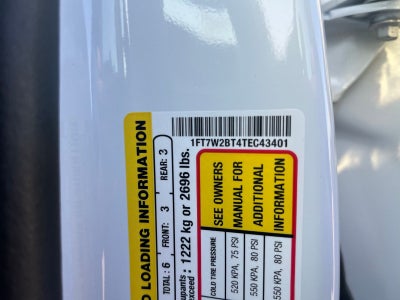 1FT7W2BT4TEC43401
LOADING INFORMATION
TOTAL: 6 FRONT: 3 REAR: 3
exceed: 1222 kg or 2696 lbs.
COLD TIRE PRESSURE
520 KPA, 75 PSI
550 KPA, 80 PSI
550 KPA, 80 PSI
SEE OWNERS
MANUAL FOR
ADDITIONAL
INFORMATION